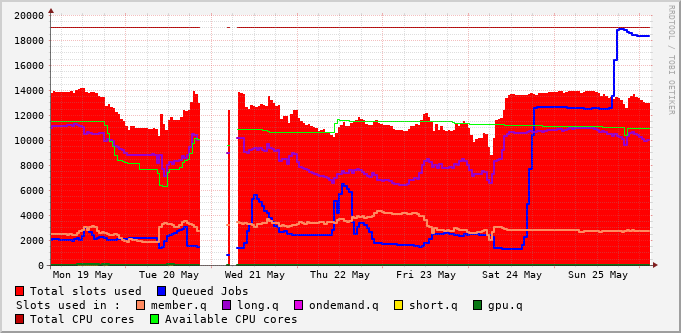 20000
18000
16000
14000
12000
10000
8000
6000
4000
2000
0
Mon 19 May Tue 20 May Wed 21 May Thu 22 May Fri 23 May Sat 24 May Sun 25 May
Total slots used Queued Jobs
Slots used in : member.q long.q ondemand.q short.q gpu.q
Total CPU cores Available CPU cores
RRDTOOL / TOBI OETIKER